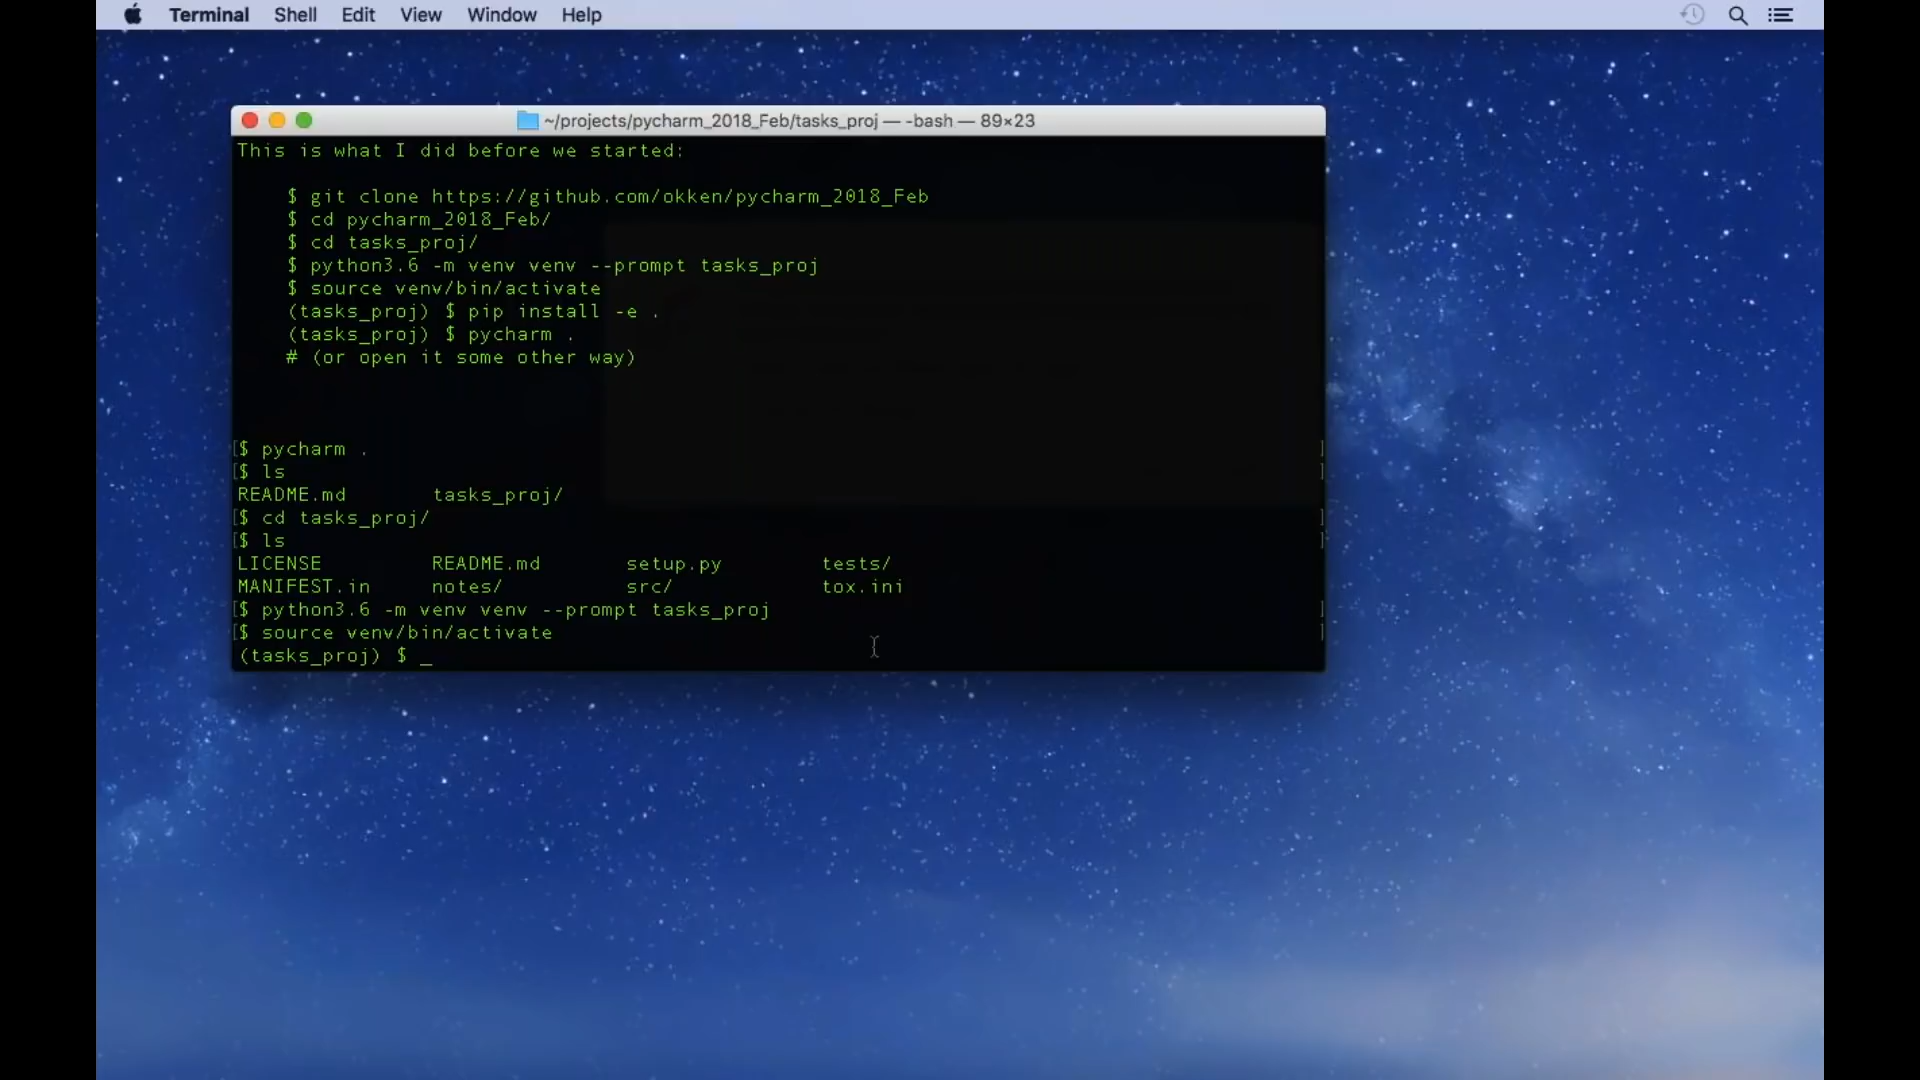 Terminal Shell Edit View Window Help
~/projects/pycharm_2018_Feb/tasks_proj — -bash — 89×23
This is what I did before we started:
$ git clone https://github.com/okken/pycharm_2018_Feb
$ cd pycharm_2018_Feb/
$ cd tasks_proj/
$ python3.6 -m venv venv --prompt tasks_proj
$ source venv/bin/activate
(tasks_proj) $ pip install -e .
(tasks_proj) $ pycharm .
# (or open it some other way)
[$ pycharm . ]
[$ ls ]
README.md tasks_proj/
[$ cd tasks_proj/ ]
[$ ls ]
LICENSE README.md setup.py tests/
MANIFEST.in notes/ src/ tox.ini
[$ python3.6 -m venv venv --prompt tasks_proj ]
[$ source venv/bin/activate ]
(tasks_proj) $ _